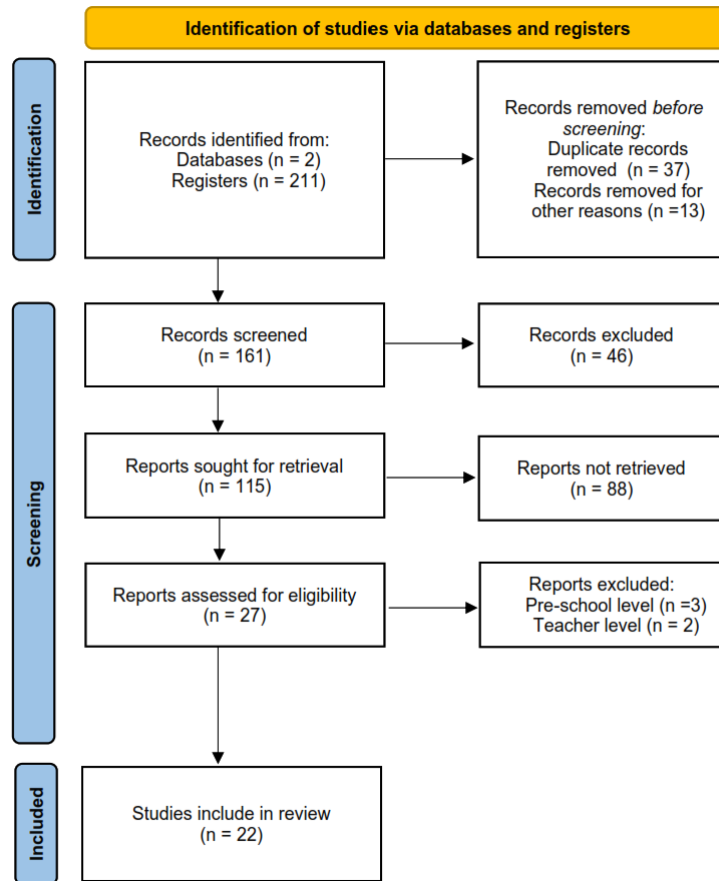 Identification of studies via databases and registers
Identification
Records identified from:
Databases (n = 2)
Registers (n = 211)
Records removed before
screening:
Duplicate records
removed (n = 37)
Records removed for
other reasons (n =13)
Screening
Records screened
(n = 161)
Records excluded
(n = 46)
Reports sought for retrieval
(n = 115)
Reports not retrieved
(n = 88)
Reports assessed for eligibility
(n = 27)
Reports excluded:
Pre-school level (n =3)
Teacher level (n = 2)
Included
Studies include in review
(n = 22)